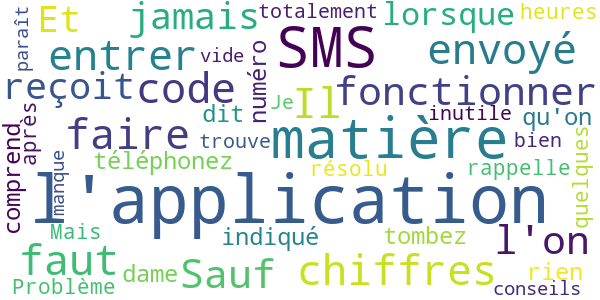 paraît Et jamais totalement lorsque heures
entrer vide SMS envoyé
reçoit code numéro Je Il fonctionner
après dit inutile qu'on
comprend faire trouve matière bien
manque téléphonez résolu rappelle quelques
l'application
Mais indiqué tombez l'on
faut dame Sauf chiffres rien
Problème conseils